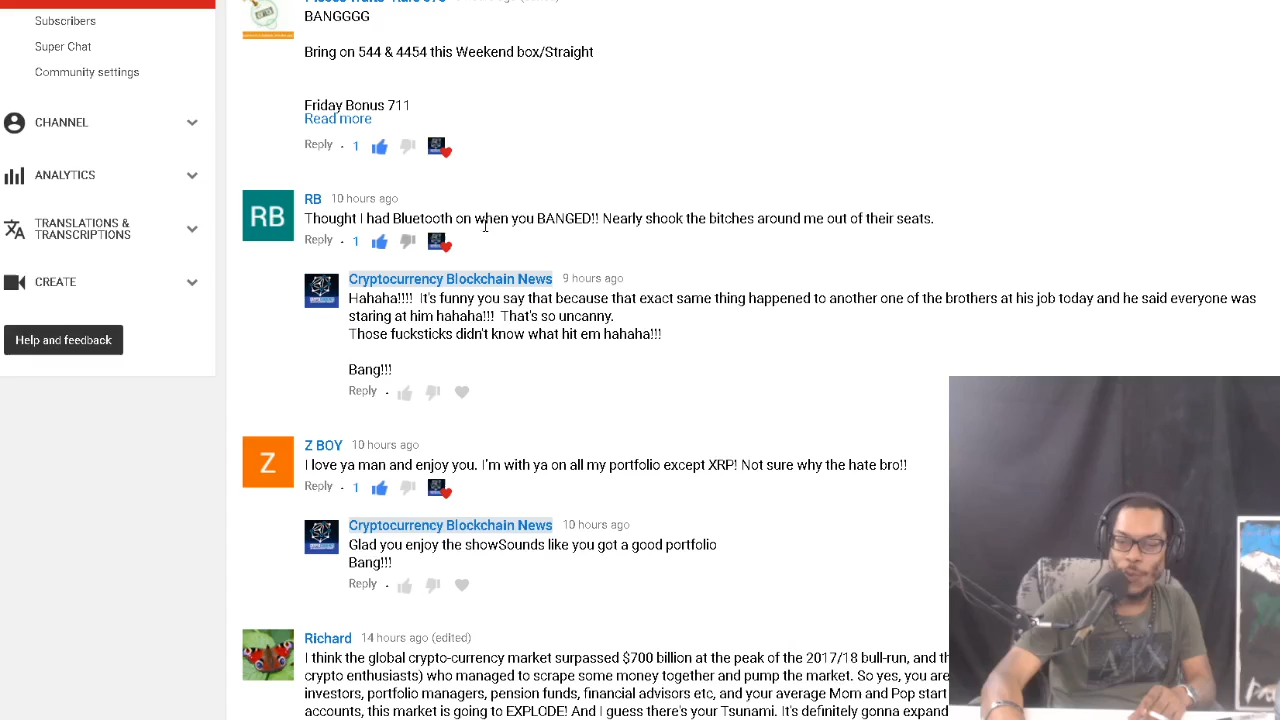 Subscribers
Super Chat
Community settings
CHANNEL
ANALYTICS
TRANSLATIONS &
TRANSCRIPTIONS
CREATE
Help and feedback
BANGGGG
Bring on 544 & 4454 this Weekend box/Straight
Friday Bonus 711
Read more
Reply · 1
RB
RB 10 hours ago
Thought I had Bluetooth on when you BANGED!! Nearly shook the bitches around me out of their seats.
Reply · 1
Cryptocurrency Blockchain News 9 hours ago
Hahaha!!!! It's funny you say that because that exact same thing happened to another one of the brothers at his job today and he said everyone was
staring at him hahaha!!! That's so uncanny.
Those fucksticks didn't know what hit em hahaha!!!
Bang!!!
Reply ·
Z
Z BOY 10 hours ago
I love ya man and enjoy you. I'm with ya on all my portfolio except XRP! Not sure why the hate bro!!
Reply · 1
Cryptocurrency Blockchain News 10 hours ago
Glad you enjoy the showSounds like you got a good portfolio
Bang!!!
Reply ·
Richard 14 hours ago (edited)
I think the global crypto-currency market surpassed $700 billion at the peak of the 2017/18 bull-run, and th
crypto enthusiasts) who managed to scrape some money together and pump the market. So yes, you are
investors, portfolio managers, pension funds, financial advisors etc, and your average Mom and Pop start
accounts, this market is going to EXPLODE! And I guess there's your Tsunami. It's definitely gonna expand